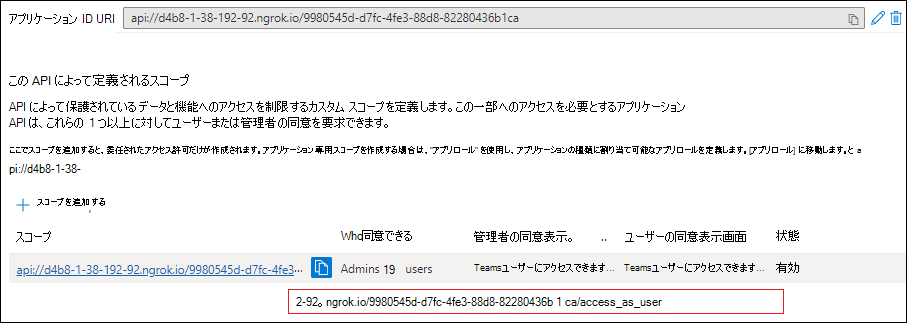 アプリケーション ID URI api://d4b8-1-38-192-92.ngrok.io/9980545d-d7fc-4fe3-88d8-82280436b1ca
この API によって定義されるスコープ
API によって保護されているデータと機能へのアクセスを制限するカスタム スコープを定義します。この一部へのアクセスを必要とするアプリケーション
API は、これらの 1 つ以上に対してユーザーまたは管理者の同意を要求できます。
ここでスコープを追加すると、委任されたアクセス許可だけが作成されます。アプリケーション専用スコープを作成する場合は、"アプリロール" を使用し、アプリケーションの種類に割り当て可能なアプリロールを定義します。[アプリロール] に移動します。と a
pi://d4b8-1-38-
スコープを追加する
スコープ Who同意できる 管理者の同意表示。 .. ユーザーの同意表示画面 状態
api://d4b8-1-38-192-92.ngrok.io/9980545d-d7fc-4fe3... Admins 19 users Teamsユーザーにアクセスできます... Teamsユーザーにアクセスできます... 有効
2-92。ngrok.io/9980545d-d7fc-4fe3-88d8-82280436b 1 ca/access_as_user